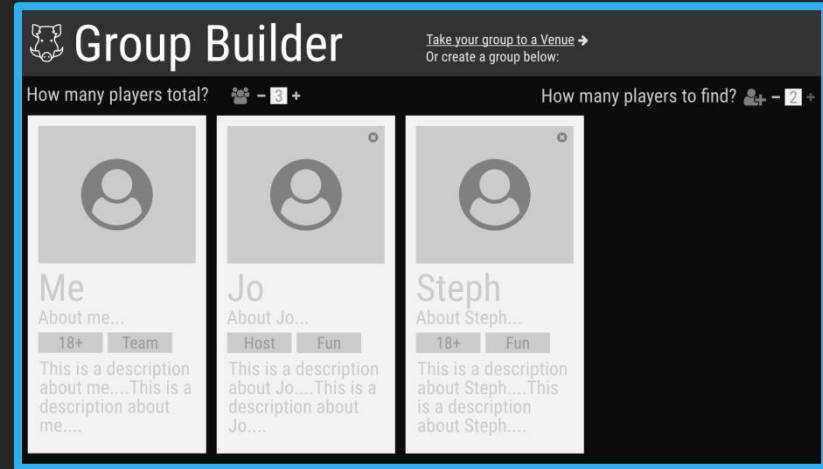 Group Builder
Take your group to a Venue →
Or create a group below:
How many players total? - 3 +
How many players to find? - 2 +
Me
About me...
18+ Team
This is a description
about me....This is a
description about
me....
Jo
About Jo...
Host Fun
This is a description
about Jo....This is a
description about
Jo....
Steph
About Steph...
18+ Fun
This is a description
about Steph....This
is a description
about Steph....